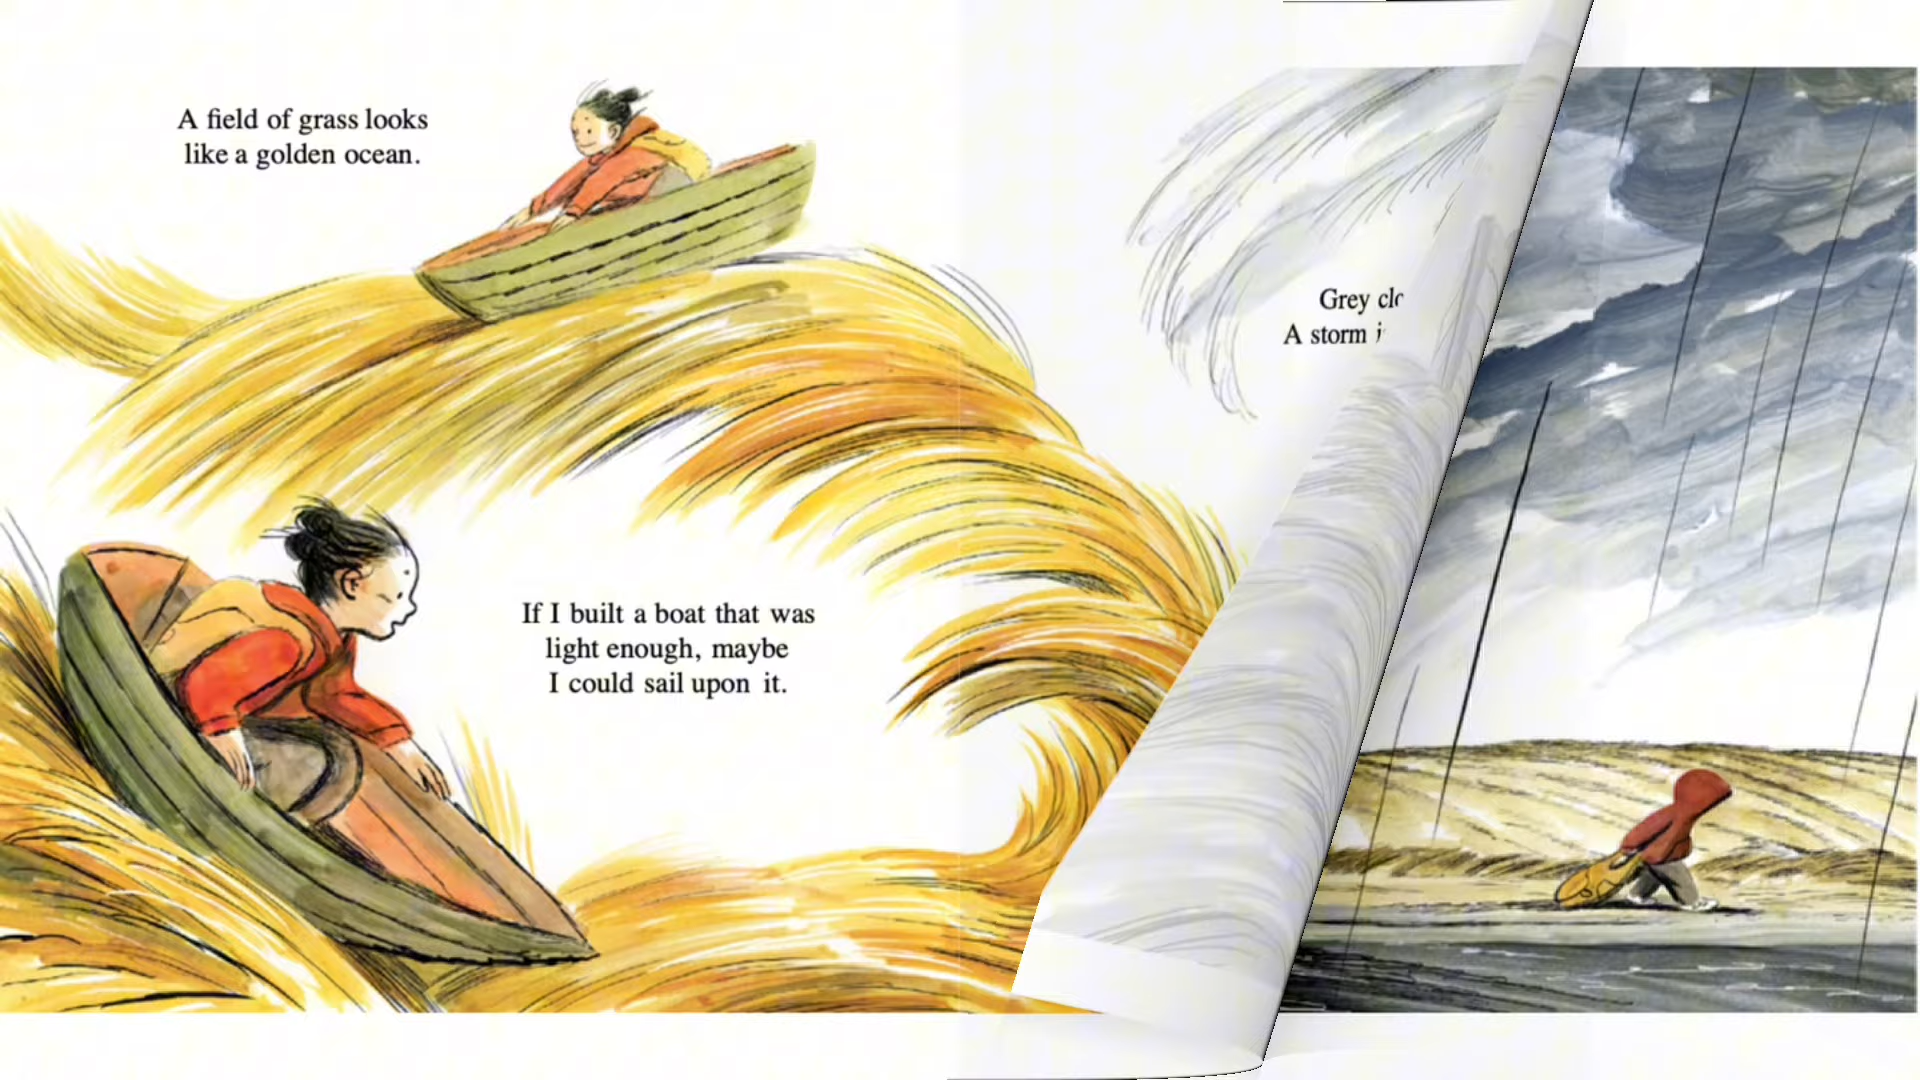 A field of grass looks
like a golden ocean.
If I built a boat that was
light enough, maybe
I could sail upon it.
Grey
A storm